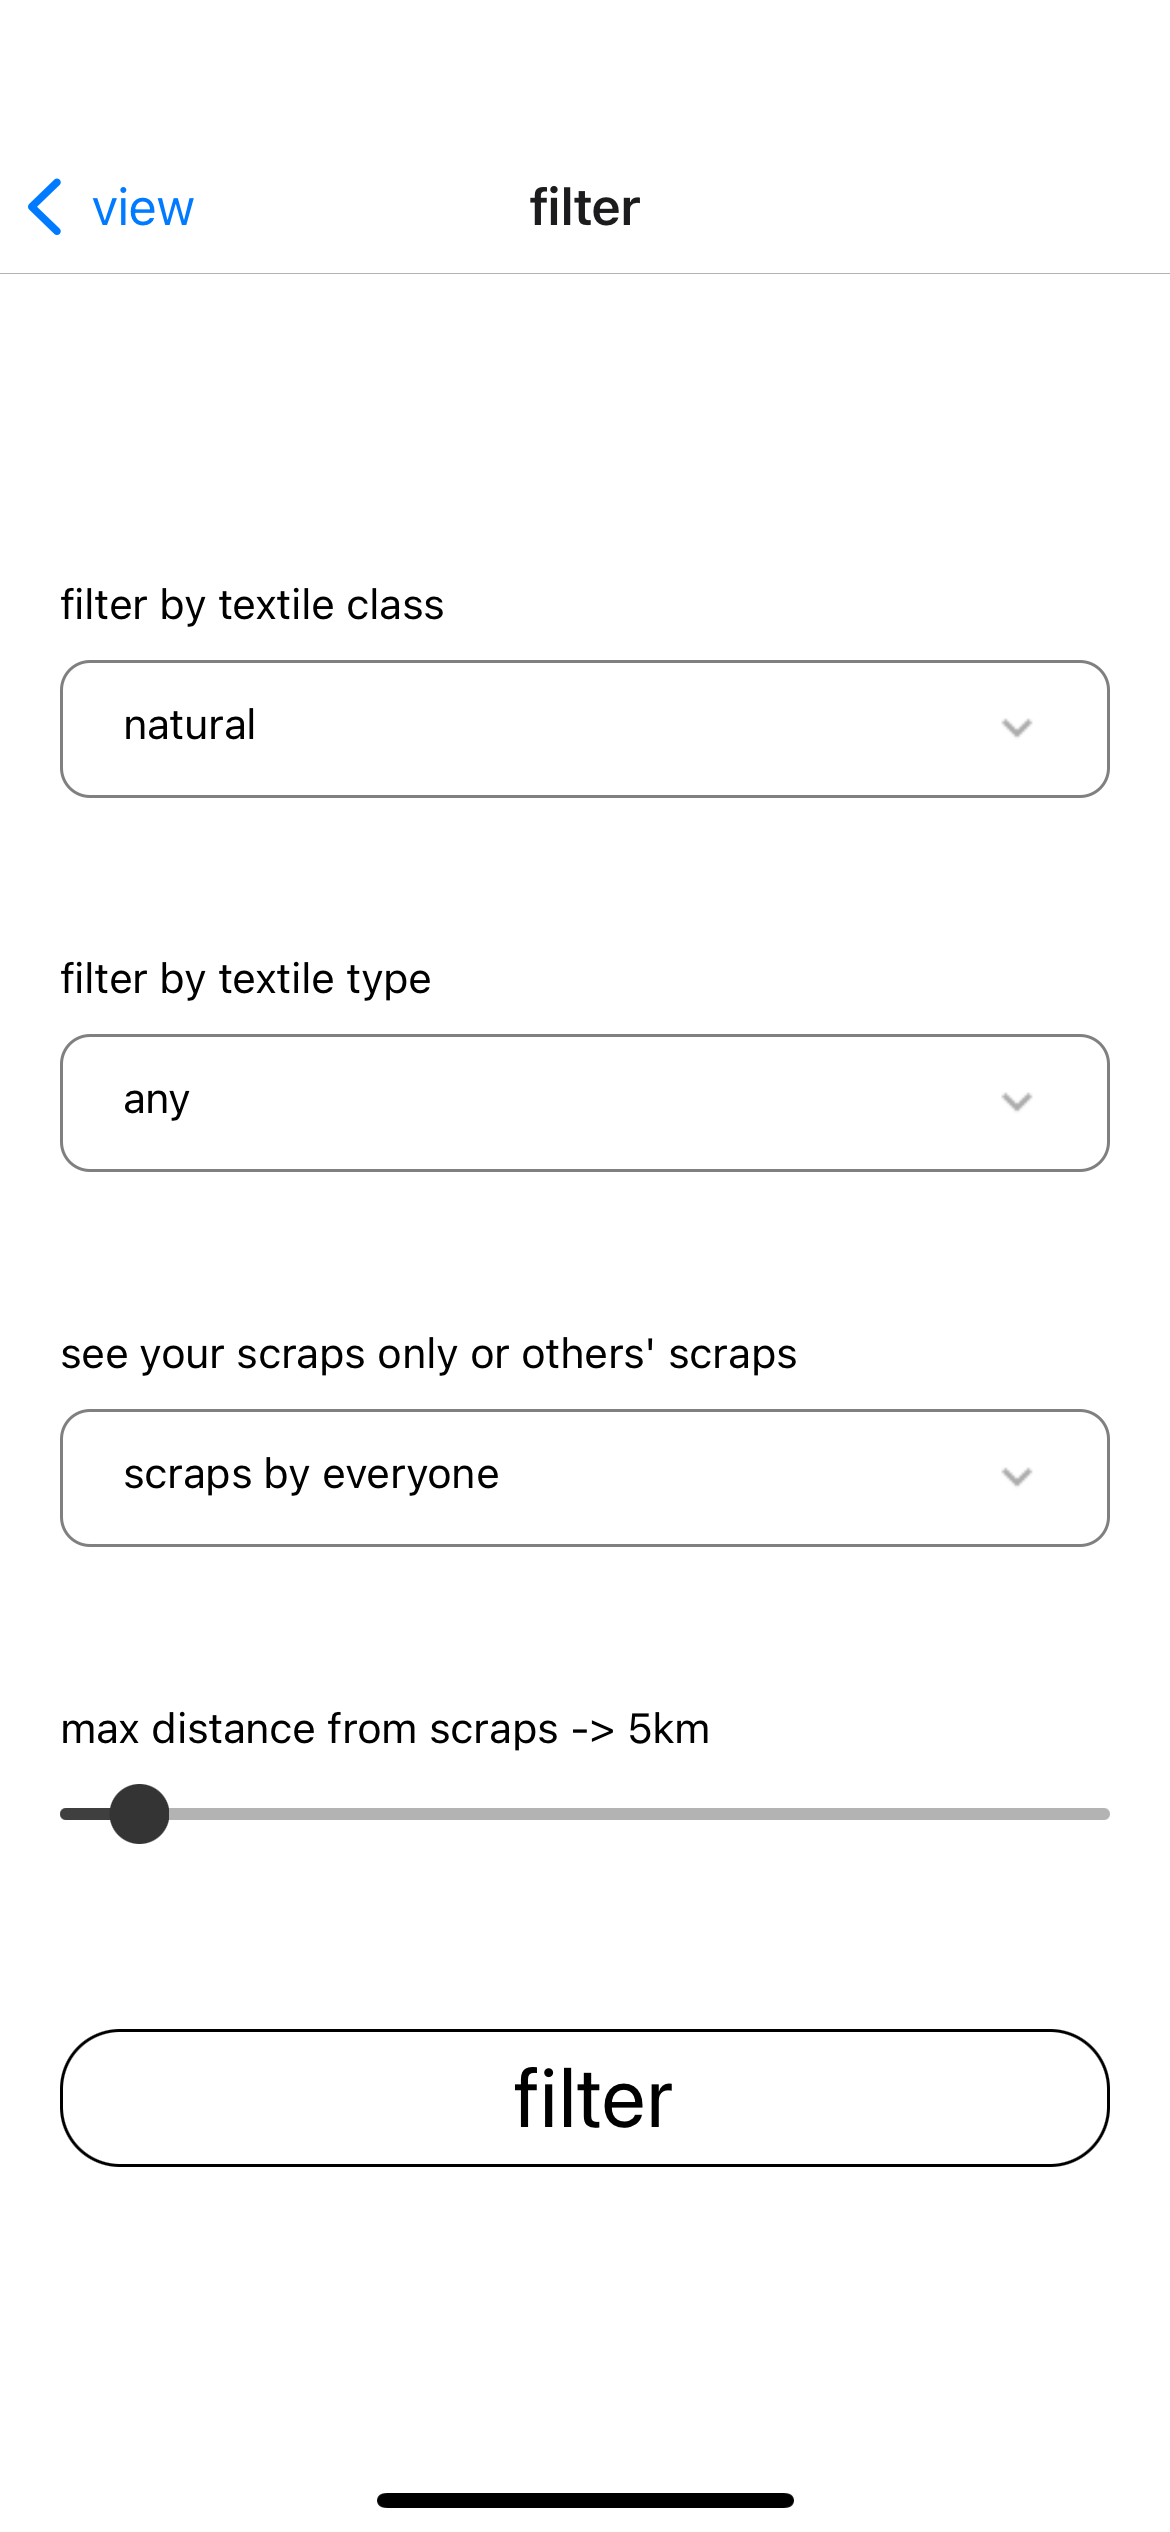 view
filter
filter by textile class
natural
filter by textile type
any
see your scraps only or others' scraps
scraps by everyone
max distance from scraps -> 5km
filter